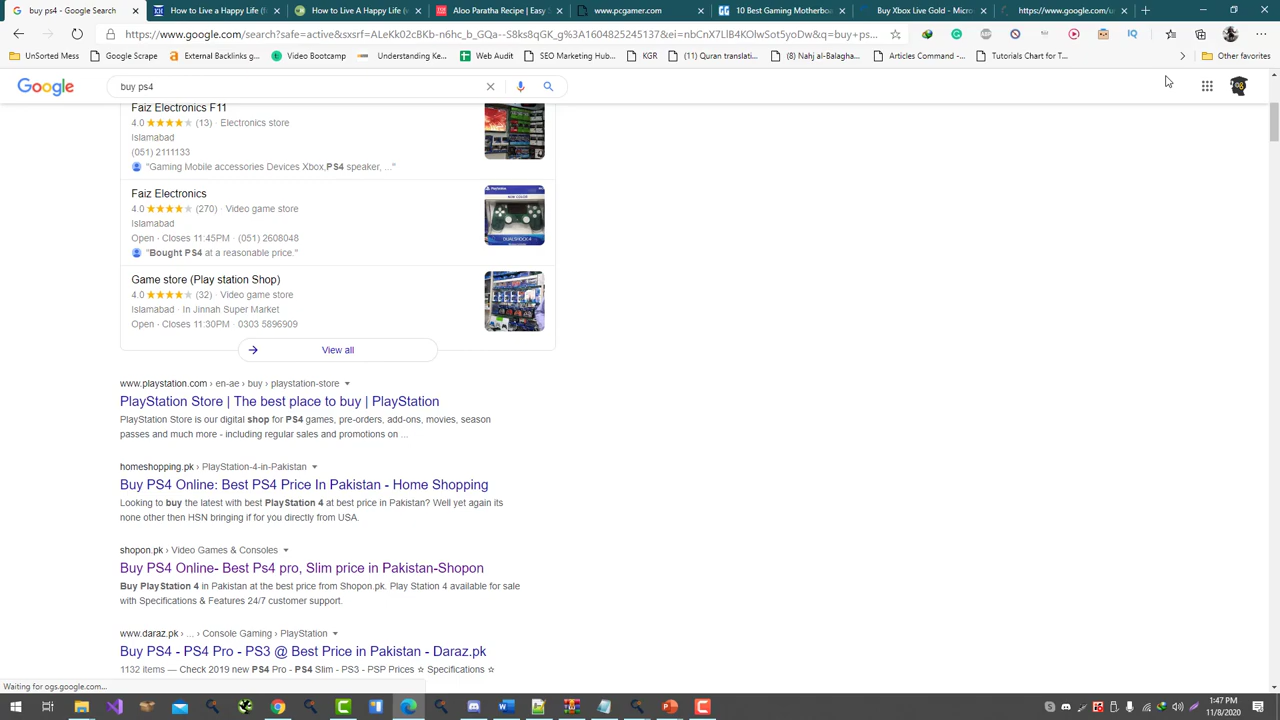 buy ps4 - Google Search
How to Live a Happy Life (
How to Live a Happy Life (
Aloo Paratha Recipe | Easy
www.pcgamer.com
10 Best Gaming Motherboa
Buy Xbox Live Gold - Micro
https://www.google.com/u
https://www.google.com/search?safe=active&sxsrf=ALeKk02cBKb-n6hc_b_GQa--S8ks8qGK_g%3A1604825245137&ei=nbCnX7LlB4KOlwSot5yoDw&q=buy+ps...
UnSorted Mess
Google Scrape
External Backlinks g...
Video Bootcamp
Understanding Ke...
Web Audit
SEO Marketing Hub...
KGR
(11) Quran translati...
(8) Najband gap...
Articles Command -...
Tutorials Chart for T...
Other favorites
Google
buy ps4
Faiz Electronics F11
4.0 (13) · Electronics store
Islamabad
(051) 2111133
"Gaming Mobile accessories Devices Xbox,PS4 speaker, ..."
Faiz Electronics
4.0 (270) · Video game store
Islamabad
Open · Closes 11:45PM · (051) 2608048
"Bought PS4 at a reasonable price."
Game store (Play station Shop)
4.0 (32) · Video game store
Islamabad · In Jinnah Super Market
Open · Closes 11:30PM · 0303 5896909
View all
www.playstation.com › en-ae › buy › playstation-store
PlayStation Store | The best place to buy | PlayStation
PlayStation Store is our digital shop for PS4 games, pre-orders, add-ons, movies, season
passes and much more - including regular sales and promotions on ...
homeshopping.pk › PlayStation-4-in-Pakistan
Buy PS4 Online: Best PS4 Price In Pakistan - Home Shopping
Looking to buy the latest with best PlayStation 4 at best price in Pakistan? Well yet again its
none other then HSN bringing if for you directly from USA.
shopon.pk › Video Games & Consoles
Buy PS4 Online- Best Ps4 pro, Slim price in Pakistan-Shopon
Buy PlayStation 4 in Pakistan at the best price from Shopon.pk. Play Station 4 available for sale
with Specifications & Features 24/7 customer support.
www.daraz.pk › ... › Console Gaming › PlayStation
Buy PS4 - PS4 Pro - PS3 @ Best Price in Pakistan - Daraz.pk
1132 items — Check 2019 new PS4 Pro - PS4 Slim - PS3 - PSP Prices ☆ Specifications ☆
Waiting for ogs.google.com...
1:47 PM
11/8/2020